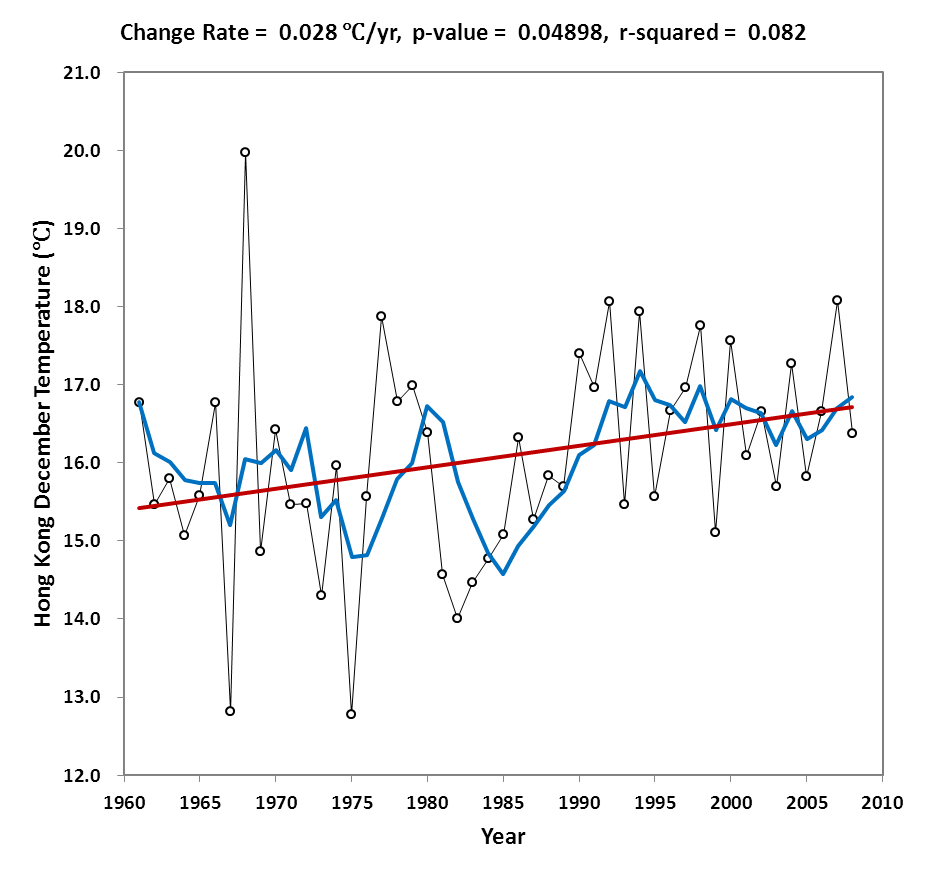 Change Rate = 0.028 ℃/yr, p-value = 0.04898, r-squared = 0.082
21.0
20.0
19.0
18.0
17.0
16.0
15.0
14.0
13.0
12.0
Hong Kong December Temperature (℃)
1960 1965 1970 1975 1980 1985 1990 1995 2000 2005 2010
Year